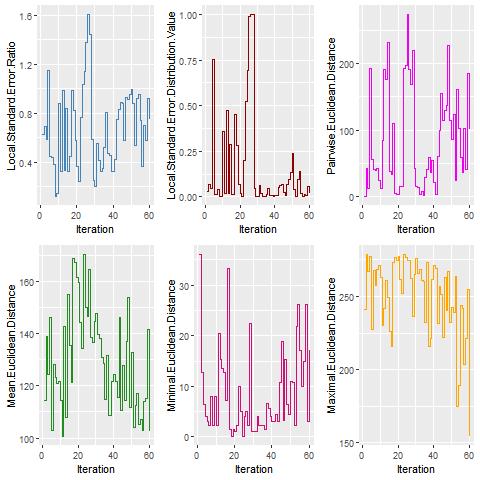 Local.Standard.Error.Ratio
1.6
1.2
0.8
0.4
0 20 40 60
Iteration
Local.Standard.Error.Distribution.Value
1.00
0.75
0.50
0.25
0.00
0 20 40 60
Iteration
Pairwise.Euclidean.Distance
200
100
0
0 20 40 60
Iteration
Mean.Euclidean.Distance
160
140
120
100
0 20 40 60
Iteration
Minimal.Euclidean.Distance
30
20
10
0
0 20 40 60
Iteration
Maximal.Euclidean.Distance
250
200
150
0 20 40 60
Iteration